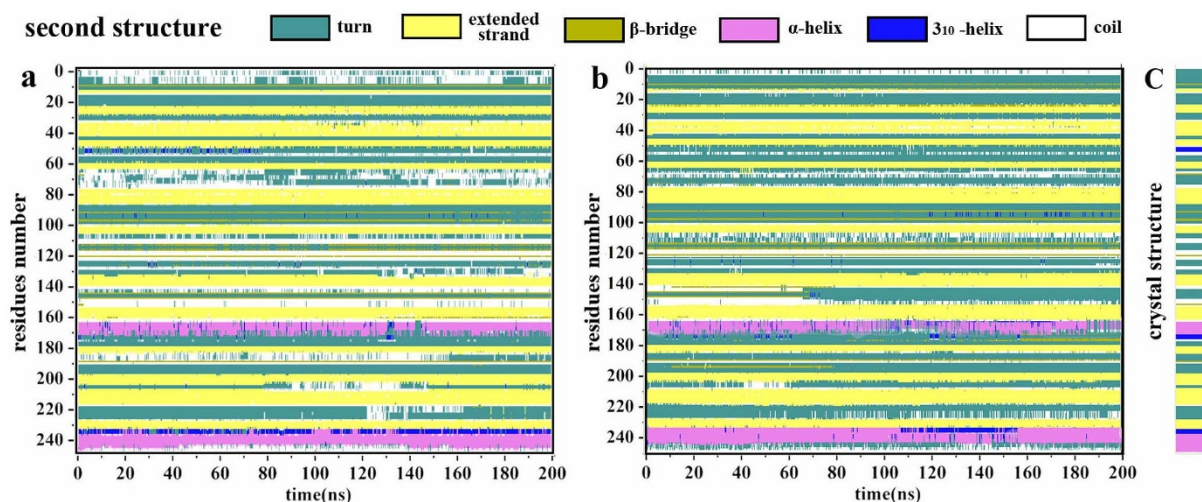 second structure
turn
extended
strand
β-bridge
α-helix
3₁₀ -helix
coil
a
0
20
40
60
80
100
120
140
160
180
200
220
240
residues number
0 20 40 60 80 100 120 140 160 180 200
time(ns)
b
0
20
40
60
80
100
120
140
160
180
200
220
240
residues number
0 20 40 60 80 100 120 140 160 180 200
time(ns)
C
crystal structure